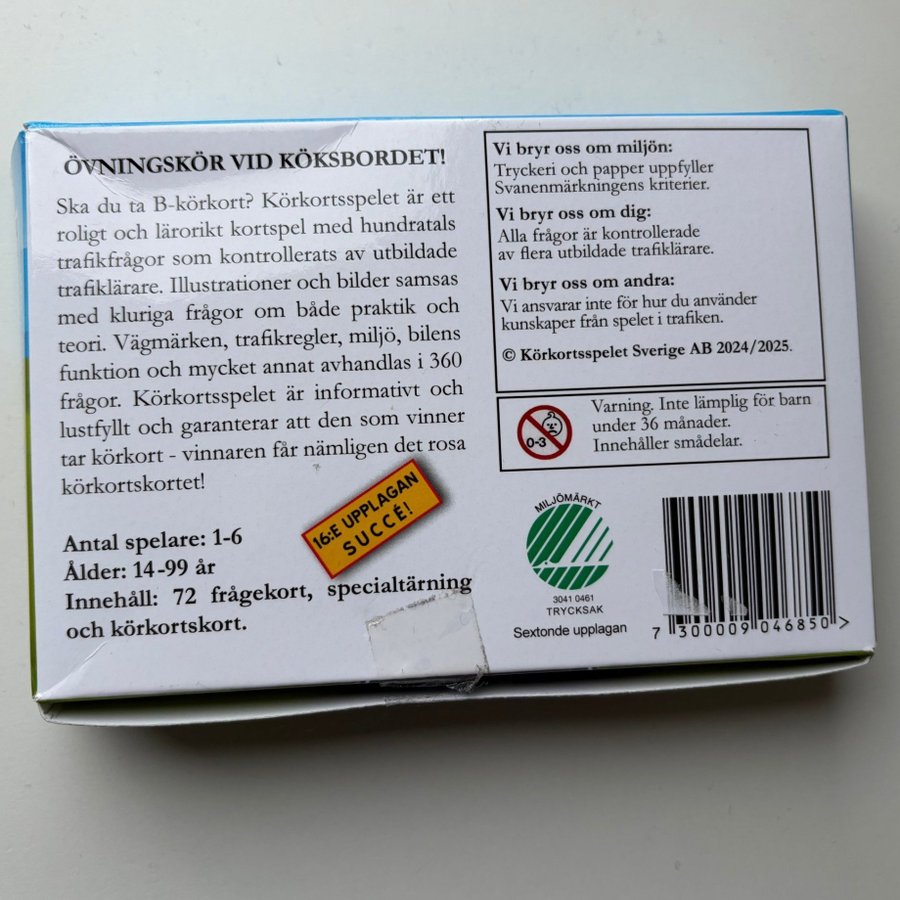 ÖVNINGSKÖR VID KÖKSBORDET!
Ska du ta B-körkort? Körkortsspelet är ett
roligt och lärorikt kortspel med hundratals
trafikfrågor som kontrollerats av utbildade
trafiklärare. Illustrationer och bilder samsas
med kluriga frågor om både praktik och
teori. Vägmärken, trafikregler, miljö, bilens
funktion och mycket annat avhandlas i 360
frågor. Körkortsspelet är informativt och
lustfyllt och garanterar att den som vinner
tar körkort - vinnaren får nämligen det rosa
körkortskortet!
16:E UPPLAGAN
SUCCÉ!
Antal spelare: 1-6
Ålder: 14-99 år
Innehåll: 72 frågekort, specialtärning
och körkortskort.
Vi bryr oss om miljön:
Tryckeri och papper uppfyller
Svanenmärkningens kriterier.
Vi bryr oss om dig:
Alla frågor är kontrollerade
av flera utbildade trafiklärare.
Vi bryr oss om andra:
Vi ansvarar inte för hur du använder
kunskaper från spelet i trafiken.
© Körkortsspelet Sverige AB 2024/2025.
0-3
Varning. Inte lämplig för barn
under 36 månader.
Innehåller smådelar.
MILJÖMÄRKT
3041 0461
TRYCKSAK
Sextonde upplagan
7 300009 046850 >